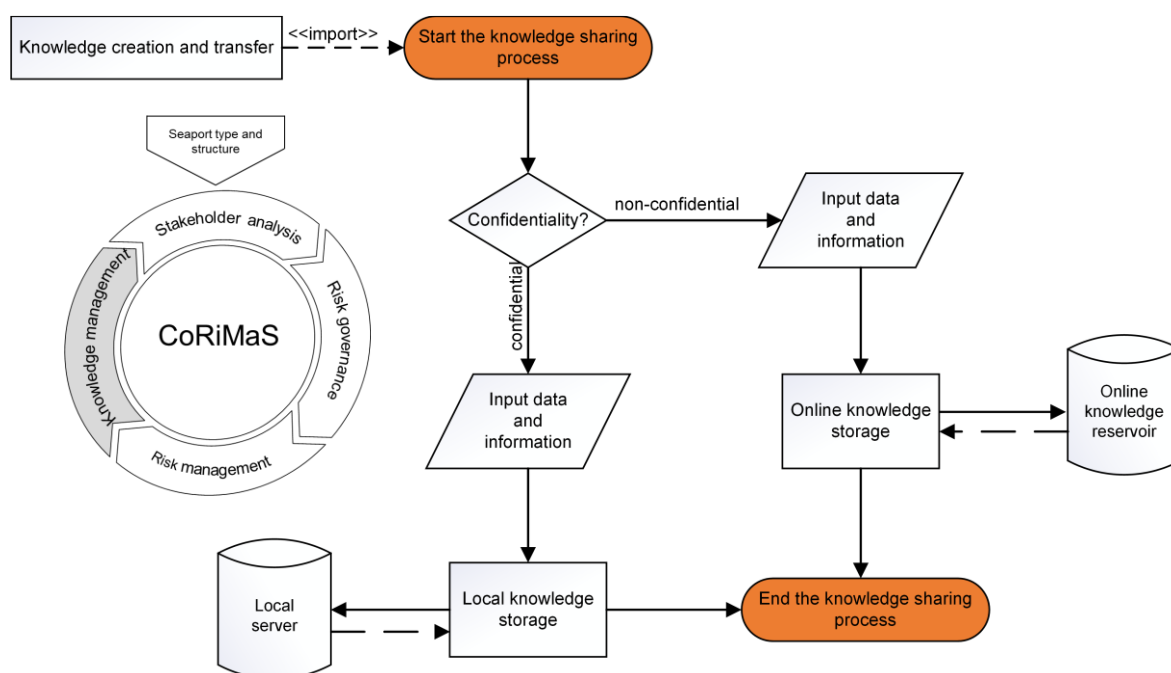 Knowledge creation and transfer
<<import>>
Start the knowledge sharing
process
Seaport type and
structure
Stakeholder analysis
Risk governance
Risk management
Knowledge management
CoRiMaS
Confidentiality?
non-confidential
confidential
Input data
and
information
Input data
and
information
Online knowledge
storage
Online
knowledge
reservoir
Local
server
Local knowledge
storage
End the knowledge sharing
process